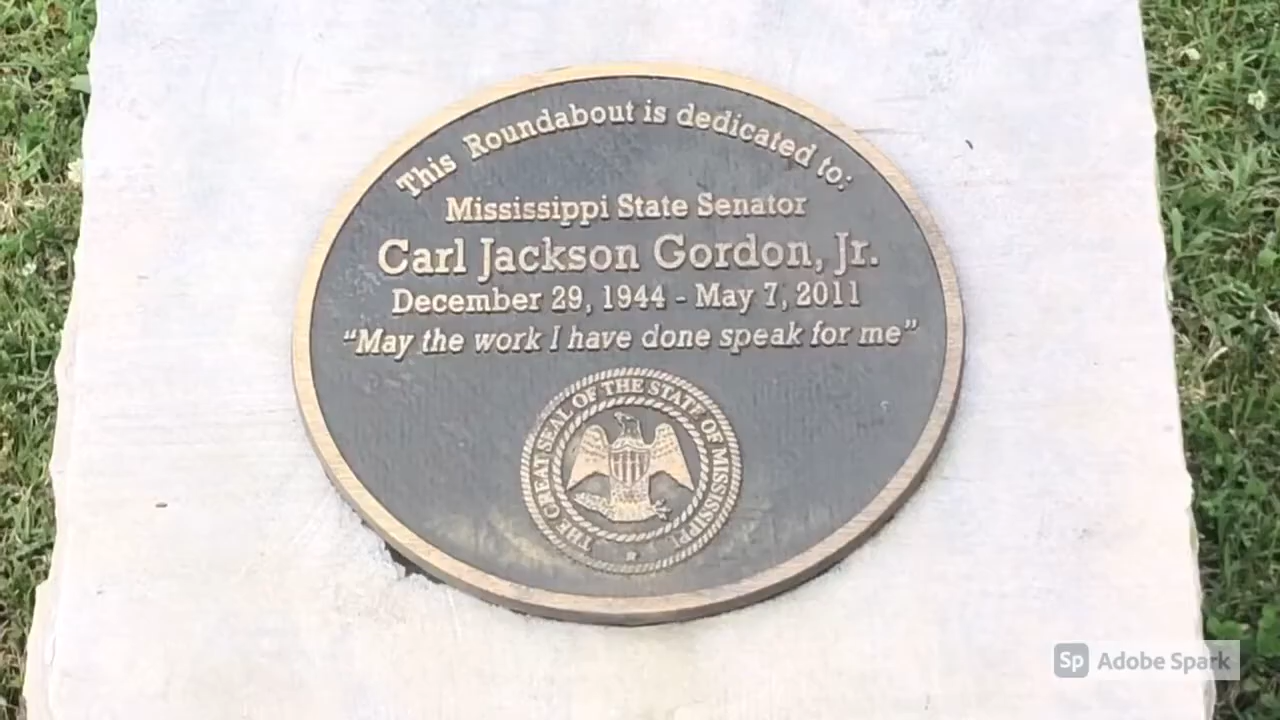 This Roundabout is dedicated to:
Mississippi State Senator
Carl Jackson Gordon, Jr.
December 29, 1944 - May 7, 2011
“May the work I have done speak for me”
THE GREAT SEAL OF THE STATE OF MISSISSIPPI
Sp Adobe Spark